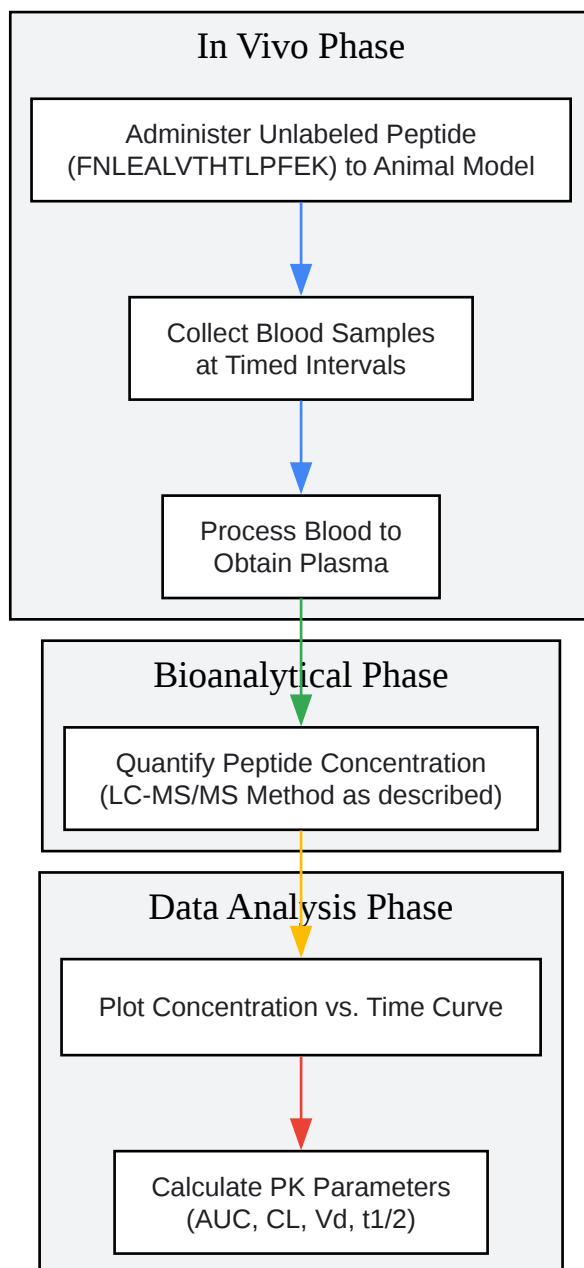 In Vivo Phase
Administer Unlabeled Peptide
(FNLEALVTHTLPFEK) to Animal Model
Collect Blood Samples
at Timed Intervals
Process Blood to
Obtain Plasma
Bioanalytical Phase
Quantify Peptide Concentration
(LC-MS/MS Method as described)
Data Analysis Phase
Plot Concentration vs. Time Curve
Calculate PK Parameters
(AUC, CL, Vd, t1/2)